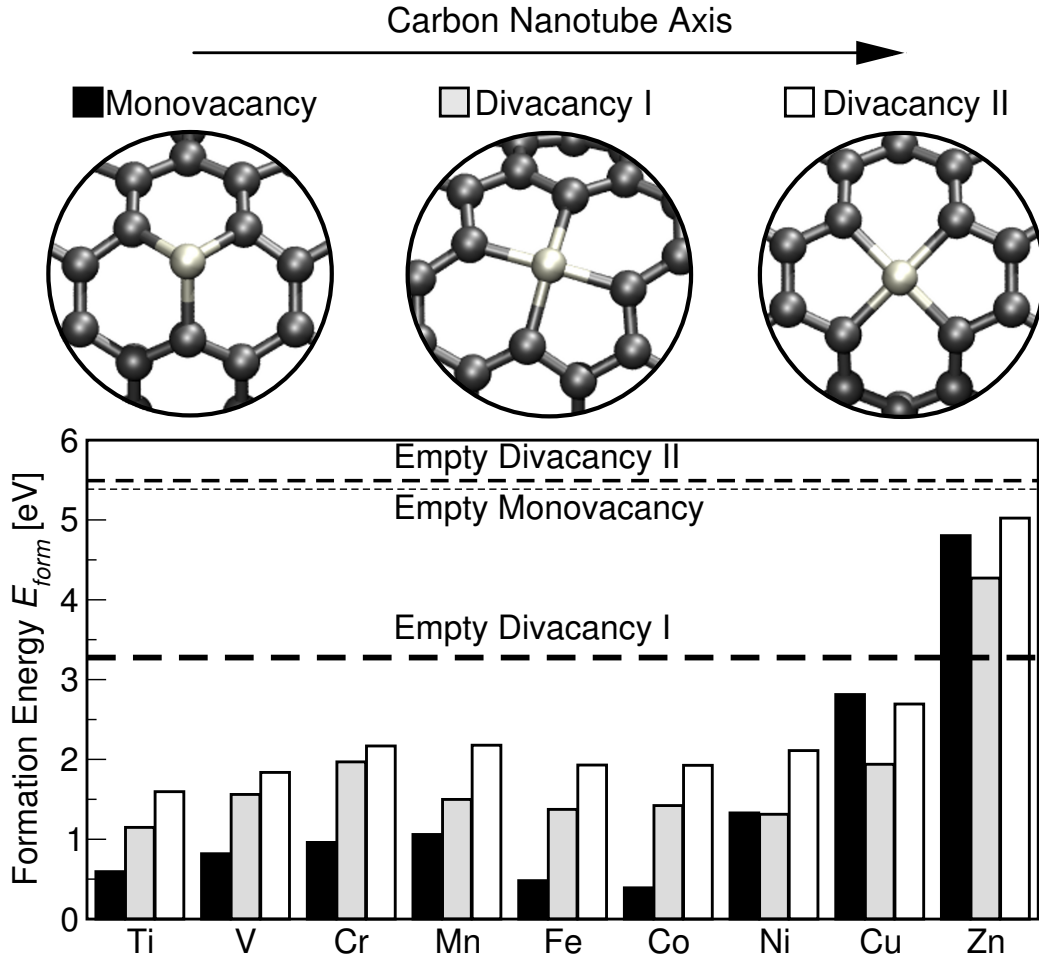 Carbon Nanotube Axis
Monovacancy Divacancy I Divacancy II
6
Empty Divacancy II
Empty Monovacancy
5
4
Empty Divacancy I
3
2
1
0
Formation Energy E_form [eV]
Ti V Cr Mn Fe Co Ni Cu Zn